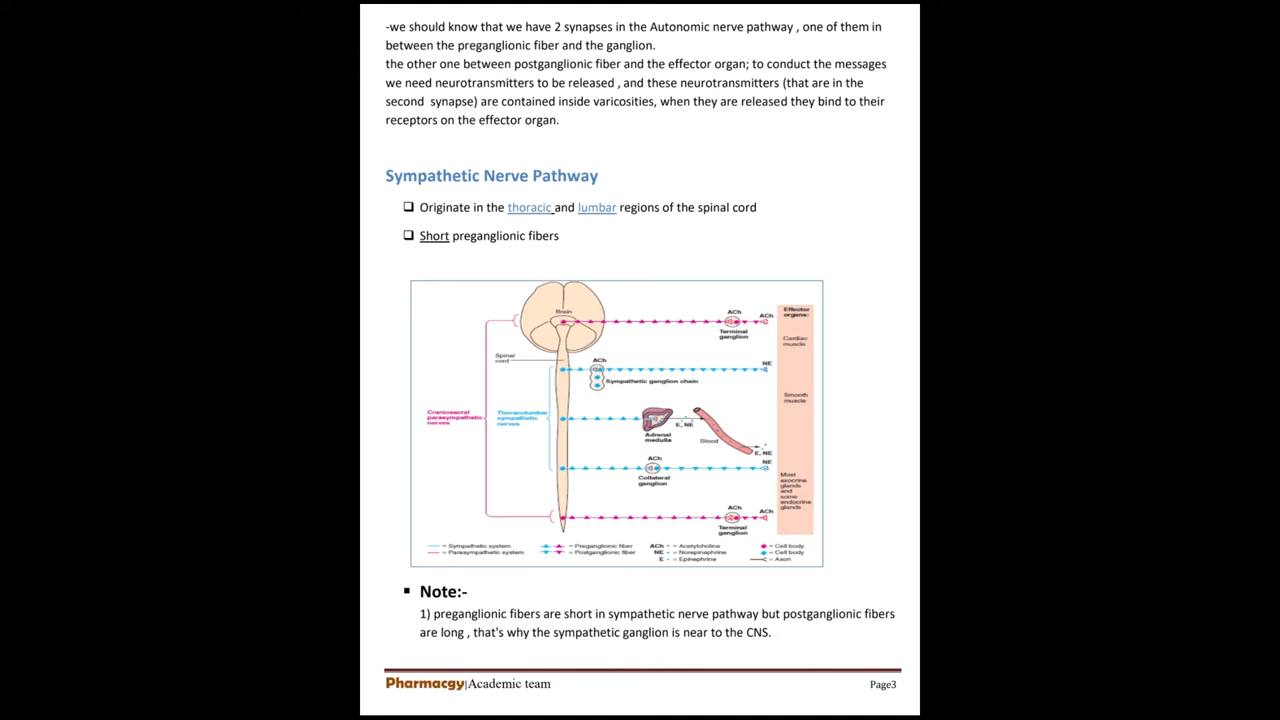 -we should know that we have 2 synapses in the Autonomic nerve pathway , one of them in
between the preganglionic fiber and the ganglion.
the other one between postganglionic fiber and the effector organ; to conduct the messages
we need neurotransmitters to be released , and these neurotransmitters (that are in the
second  synapse) are contained inside varicosities, when they are released they bind to their
receptors on the effector organ.
Sympathetic Nerve Pathway
❑ Originate in the thoracic and lumbar regions of the spinal cord
❑ Short preganglionic fibers
Brain
ACh
ACh
Terminal
ganglion
Effector
organs:
Cardiac
muscle
Spinal
cord
ACh
NE
Sympathetic ganglion chain
Smooth
muscle
Craniosacral
parasympathetic
nerves
Thoracolumbar
sympathetic
nerves
Adrenal
medulla
E, NE
Blood
E, NE
ACh
NE
Collateral
ganglion
Most
exocrine
glands
and
some
endocrine
glands
ACh
ACh
Terminal
ganglion
= Sympathetic system
= Parasympathetic system
= Preganglionic fiber
= Postganglionic fiber
ACh = Acetylcholine
NE = Norepinephrine
E = Epinephrine
= Cell body
= Cell body
= Axon
▪ Note:-
1) preganglionic fibers are short in sympathetic nerve pathway but postganglionic fibers
are long , that's why the sympathetic ganglion is near to the CNS.
Pharmacgy|Academic team
Page3